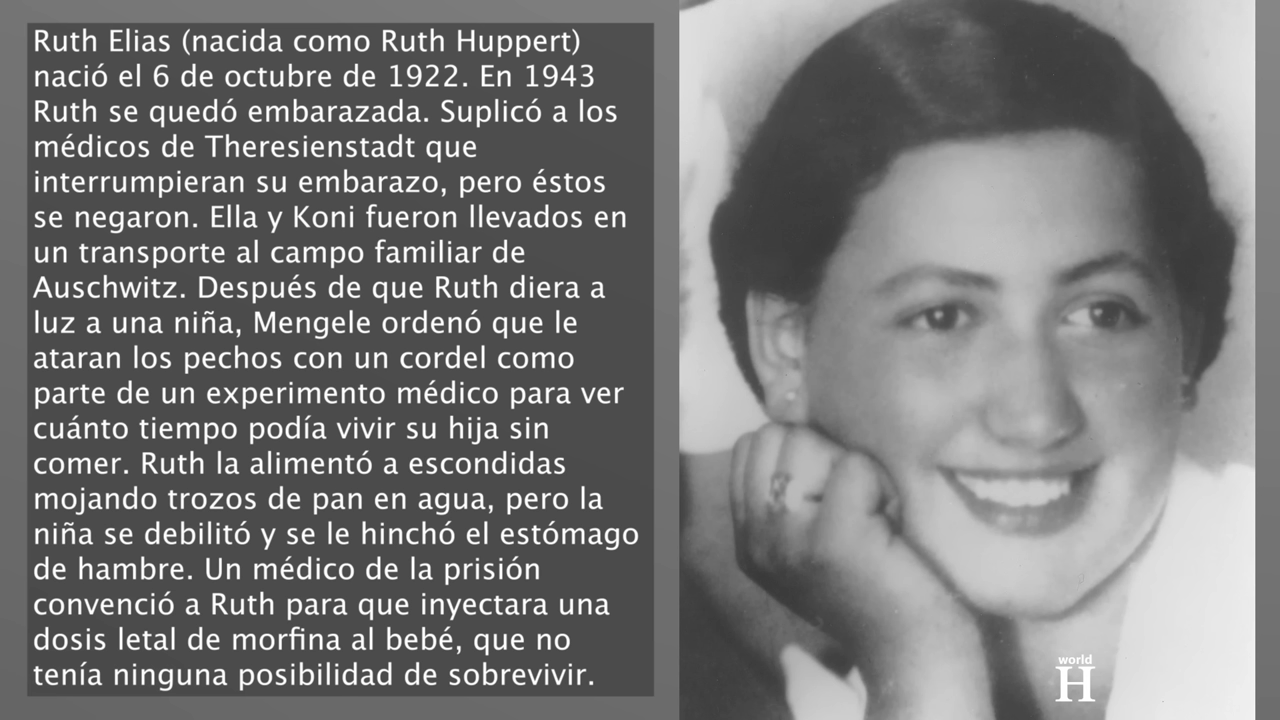 Ruth Elias (nacida como Ruth Huppert)
nació el 6 de octubre de 1922. En 1943
Ruth se quedó embarazada. Suplicó a los
médicos de Theresienstadt que
interrumpieran su embarazo, pero éstos
se negaron. Ella y Koni fueron llevados en
un transporte al campo familiar de
Auschwitz. Después de que Ruth diera a
luz a una niña, Mengele ordenó que le
ataran los pechos con un cordel como
parte de un experimento médico para ver
cuánto tiempo podía vivir su hija sin
comer. Ruth la alimentó a escondidas
mojando trozos de pan en agua, pero la
niña se debilitó y se le hinchó el estómago
de hambre. Un médico de la prisión
convenció a Ruth para que inyectara una
dosis letal de morfina al bebé, que no
tenía ninguna posibilidad de sobrevivir.
world
H